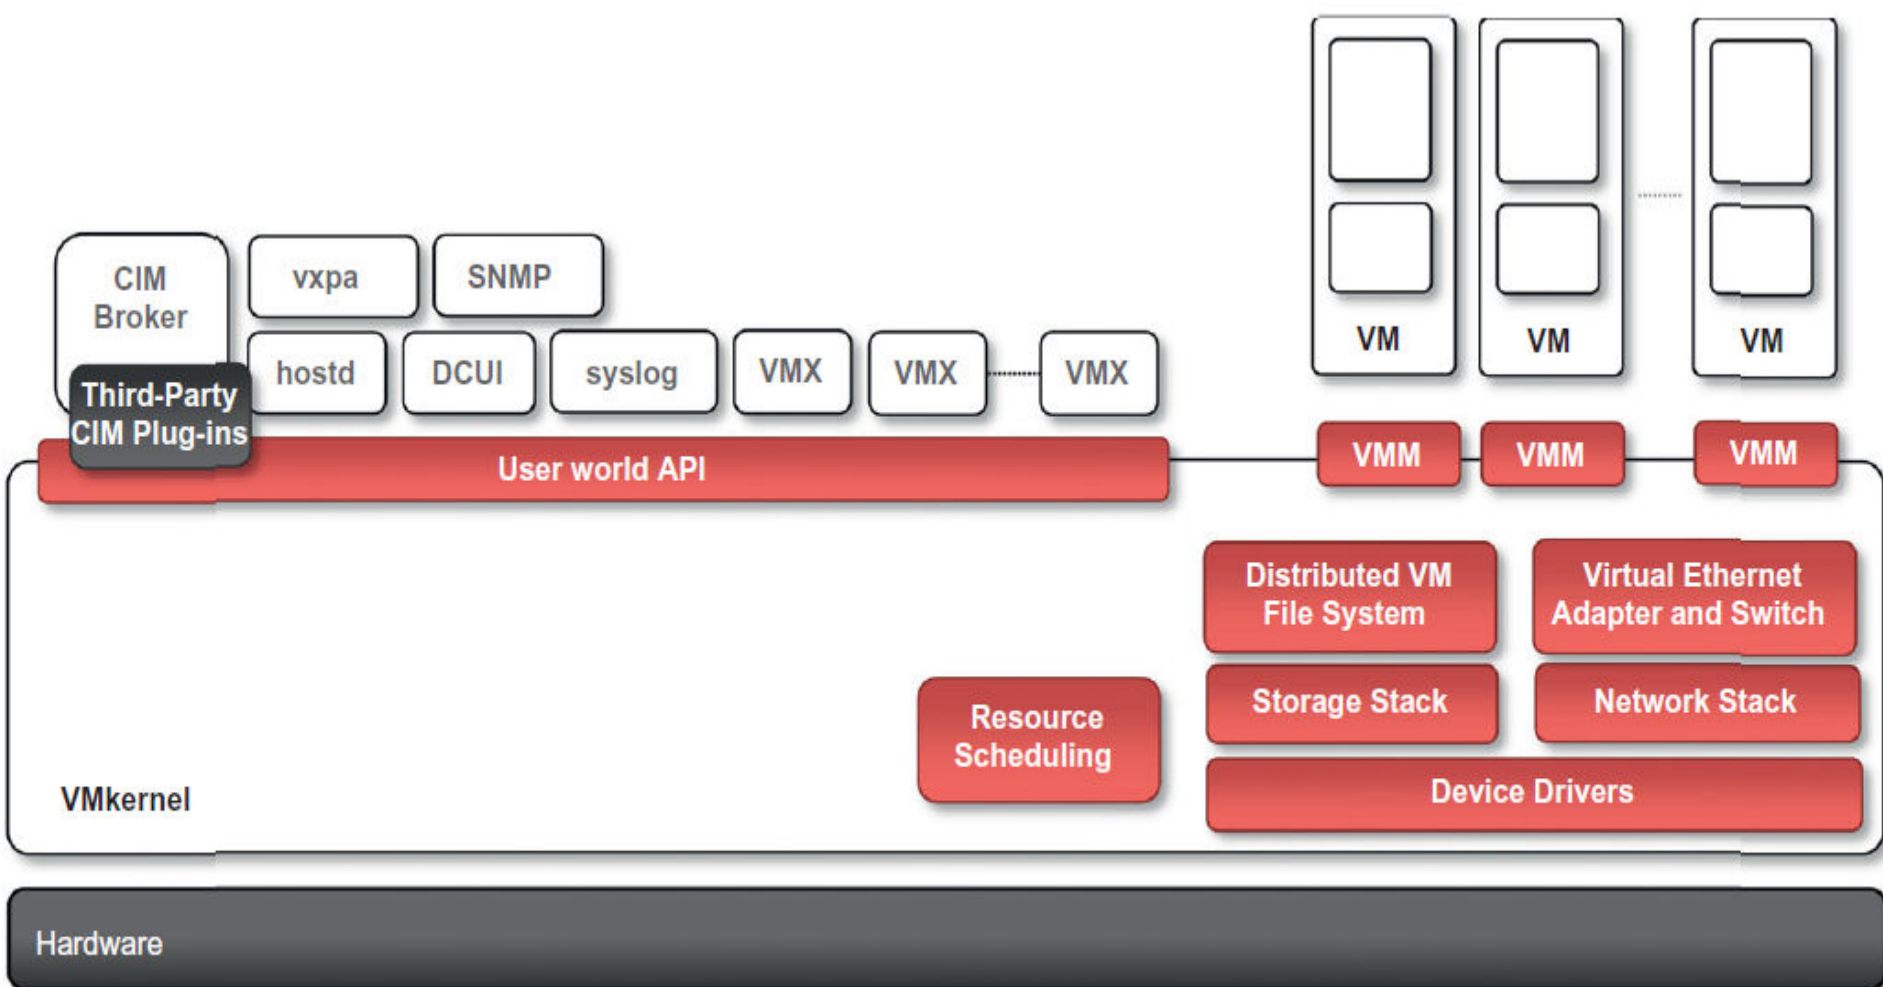 CIM
Broker
vxpa
SNMP
hostd
DCUI
syslog
VMX
VMX
VMX
Third-Party
CIM Plug-ins
User world API
VM
VM
VM
VMM
VMM
VMM
Distributed VM
File System
Virtual Ethernet
Adapter and Switch
Storage Stack
Network Stack
Resource
Scheduling
Device Drivers
VMkernel
Hardware